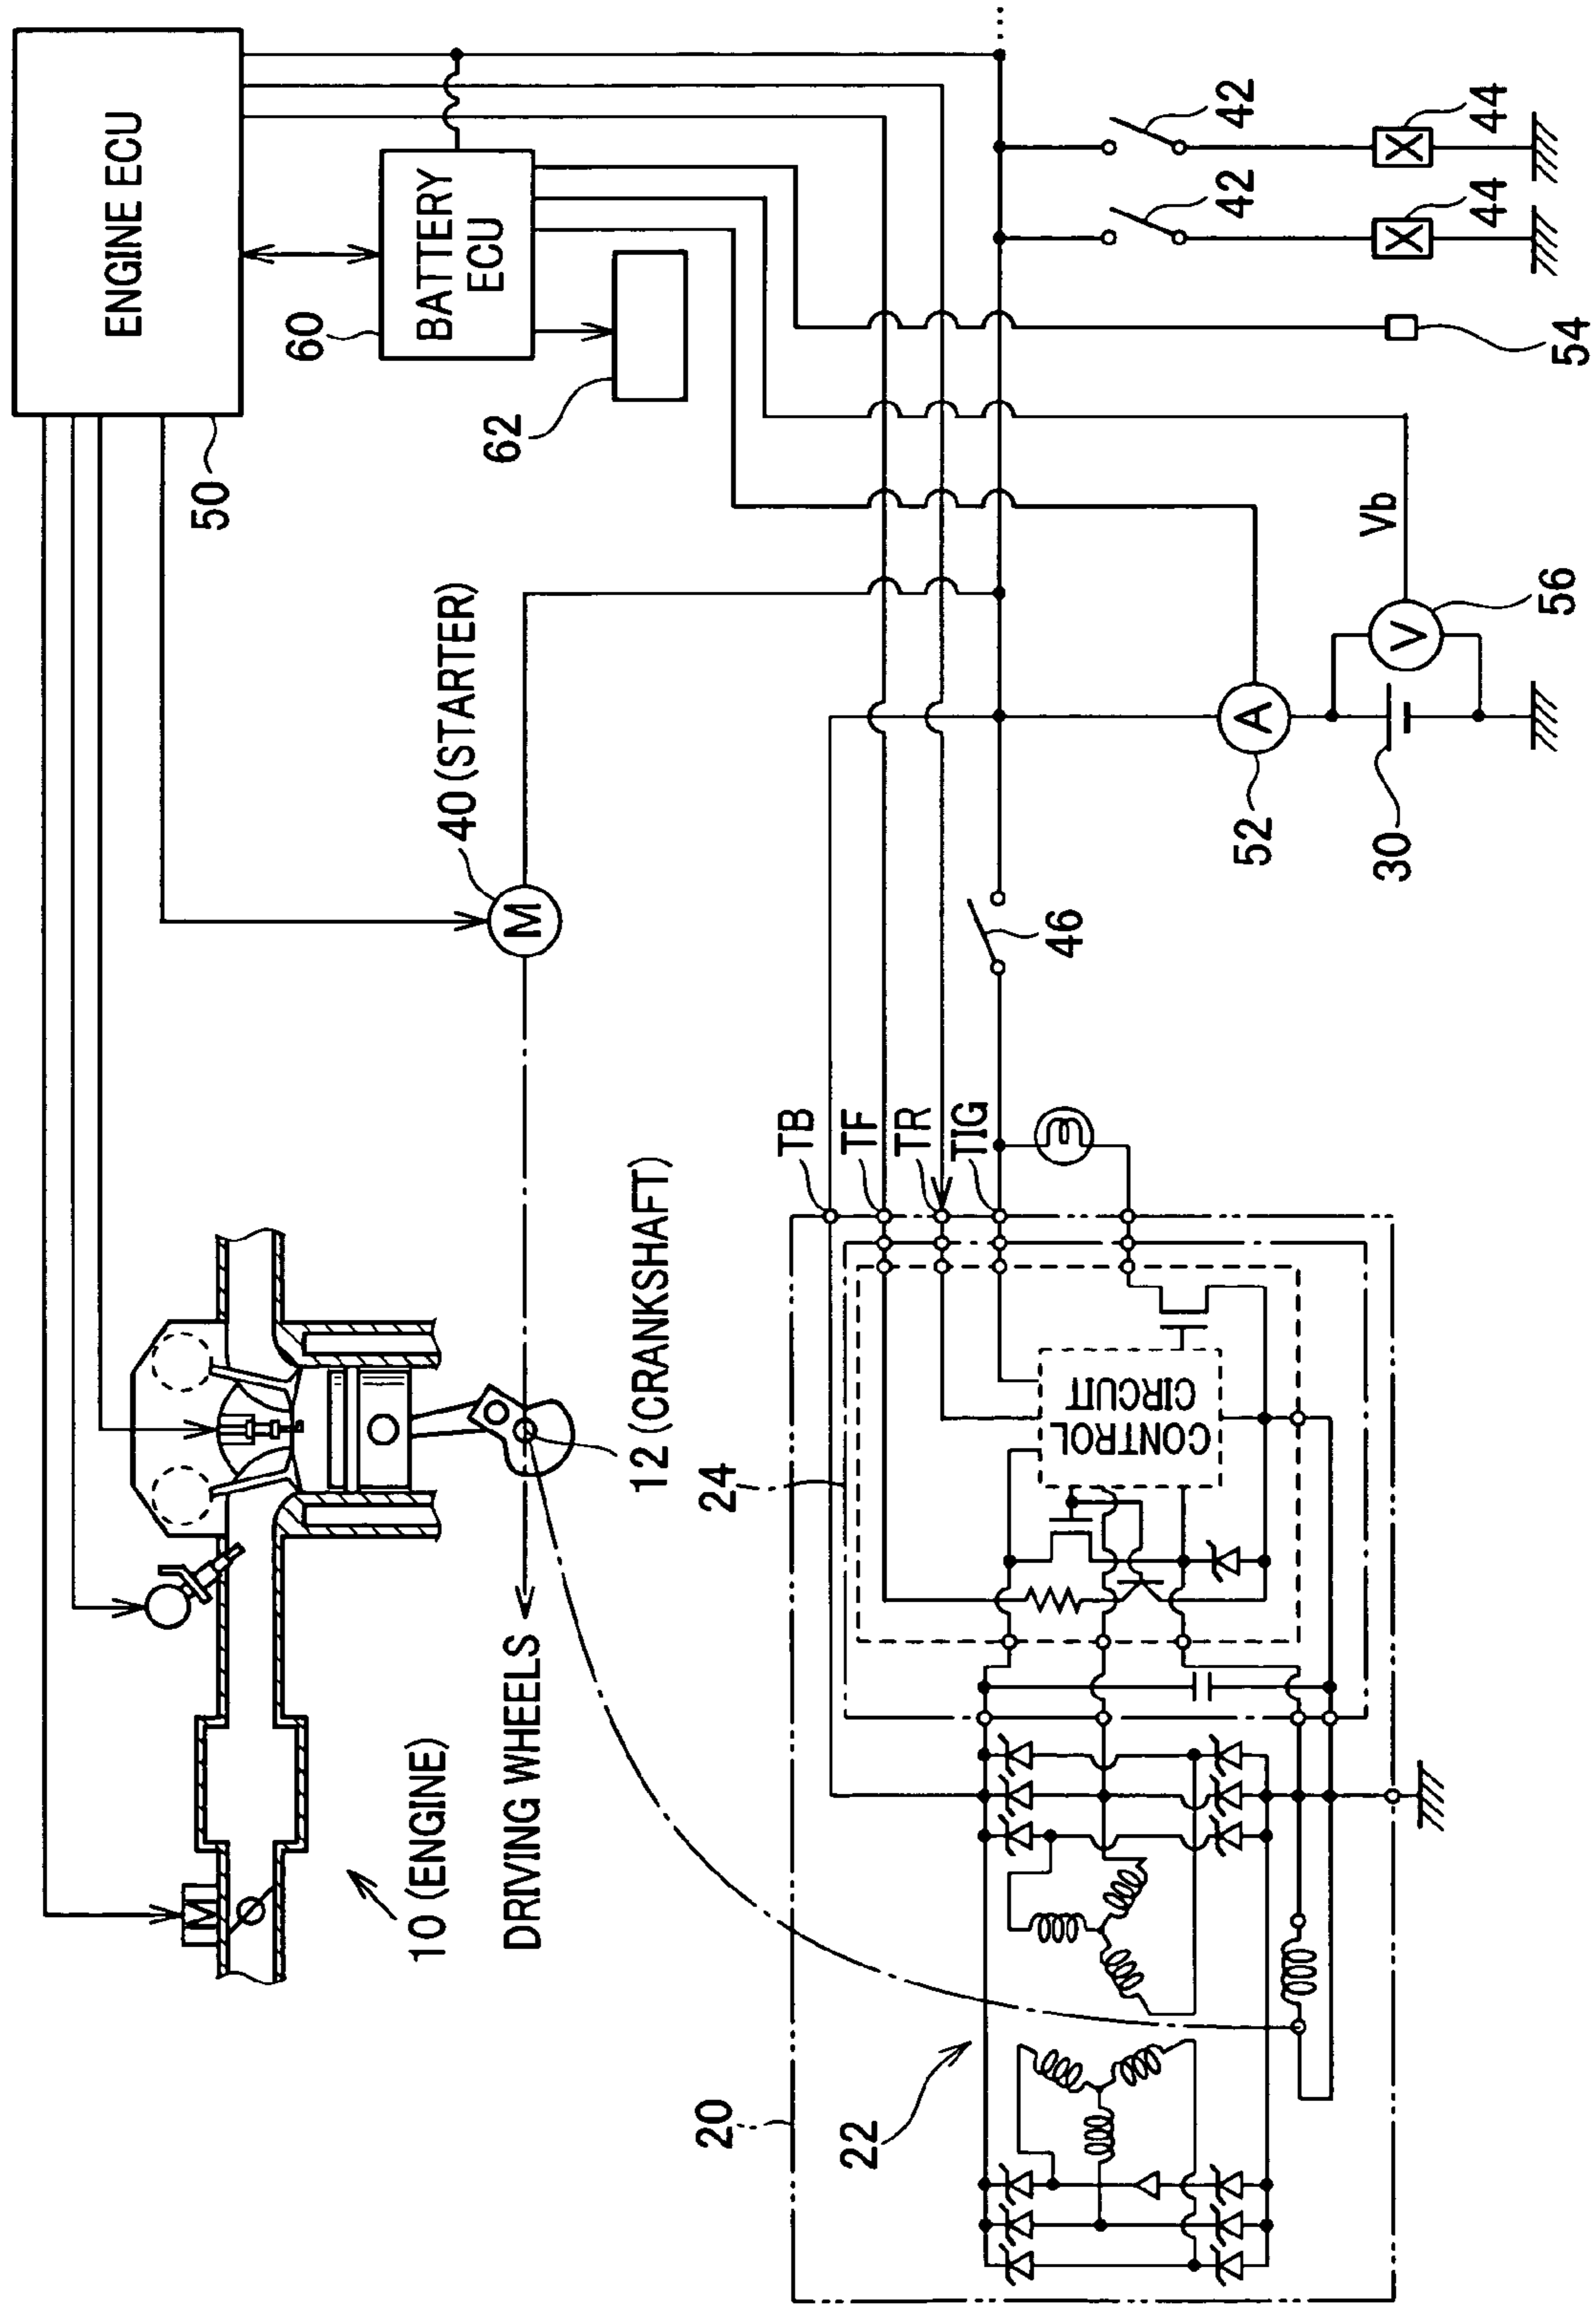 ENGINE ECU
50
60
BATTERY
ECU
62
40 (STARTER)
M
M
10 (ENGINE)
DRIVING WHEELS
12 (CRANKSHAFT)
TB
TF
TR
TIG
46
A
52
30
V
Vb
56
54
42
42
44
44
20
22
24
CONTROL
CIRCUIT